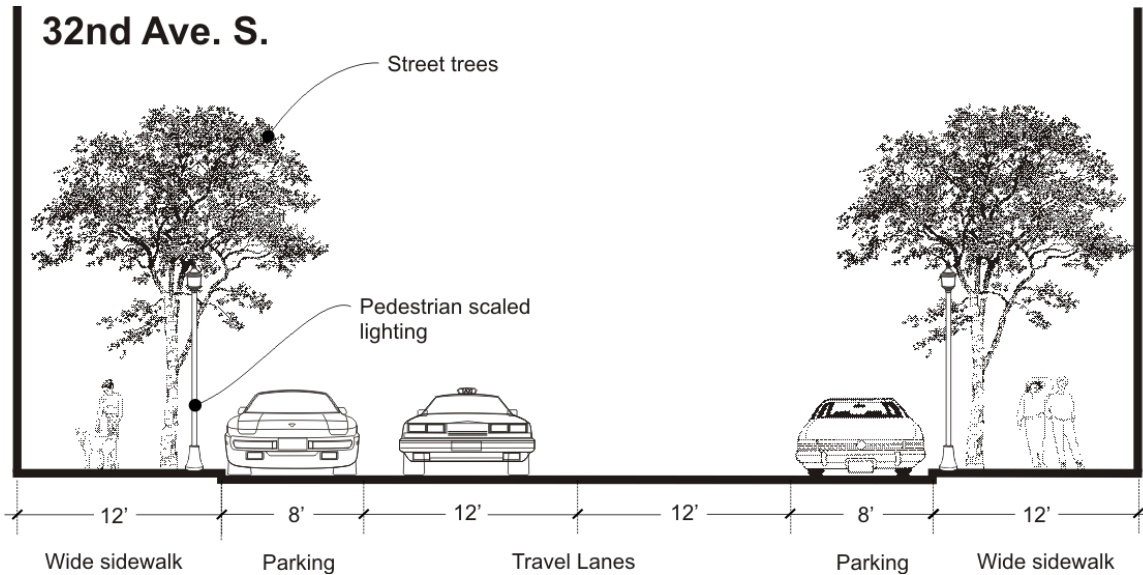 32nd Ave. S.
Street trees
Pedestrian scaled
lighting
12’ 8’ 12’ 12’ 8’ 12’
Wide sidewalk Parking Travel Lanes Parking Wide sidewalk